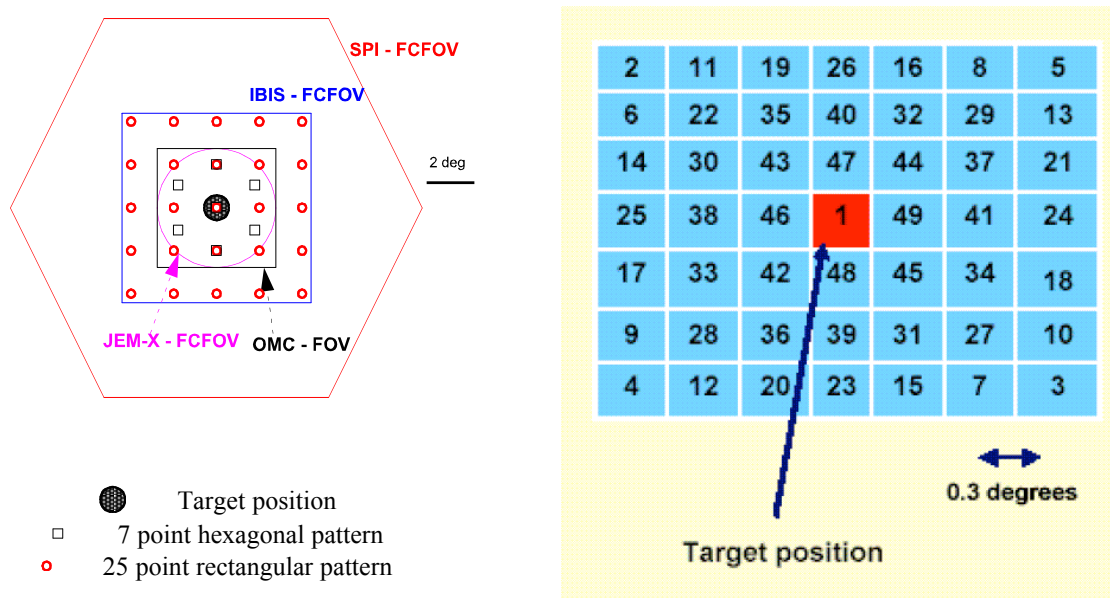 SPI - FCFOV
IBIS - FCFOV
2 deg
JEM-X - FCFOV
OMC - FOV
Target position
7 point hexagonal pattern
25 point rectangular pattern
2 11 19 26 16 8 5
6 22 35 40 32 29 13
14 30 43 47 44 37 21
25 38 46 1 49 41 24
17 33 42 48 45 34 18
9 28 36 39 31 27 10
4 12 20 23 15 7 3
0.3 degrees
Target position